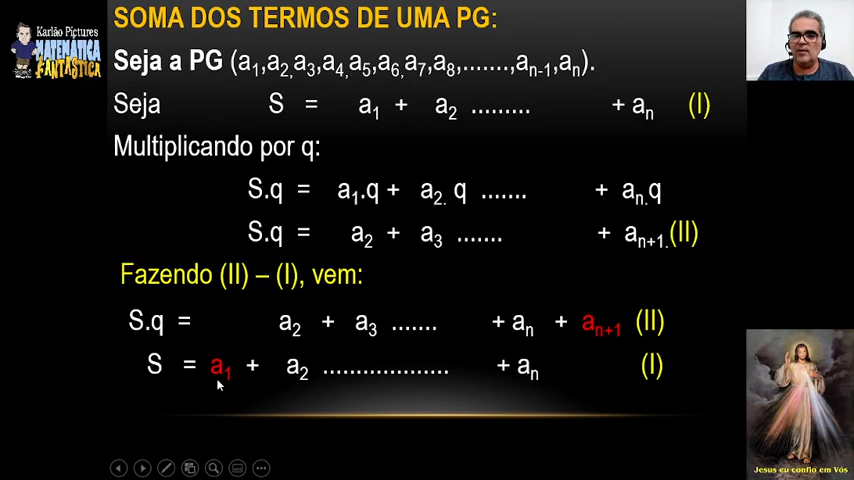 SOMA DOS TERMOS DE UMA PG:
Karlão Pictures
MATEMÁTICA
FANTÁSTICA
Seja a PG (a₁,a₂,a₃,a₄,a₅,a₆,a₇,a₈,.......,aₙ₋₁,aₙ).
Seja S = a₁ + a₂ ......... + aₙ (I)
Multiplicando por q:
S.q = a₁.q + a₂. q ....... + aₙ.q
S.q = a₂ + a₃ ....... + aₙ₊₁. (II)
Fazendo (II) – (I), vem:
S.q = a₂ + a₃ ....... + aₙ + aₙ₊₁ (II)
S = a₁ + a₂ ................... + aₙ (I)
Jesus eu confio em Vós